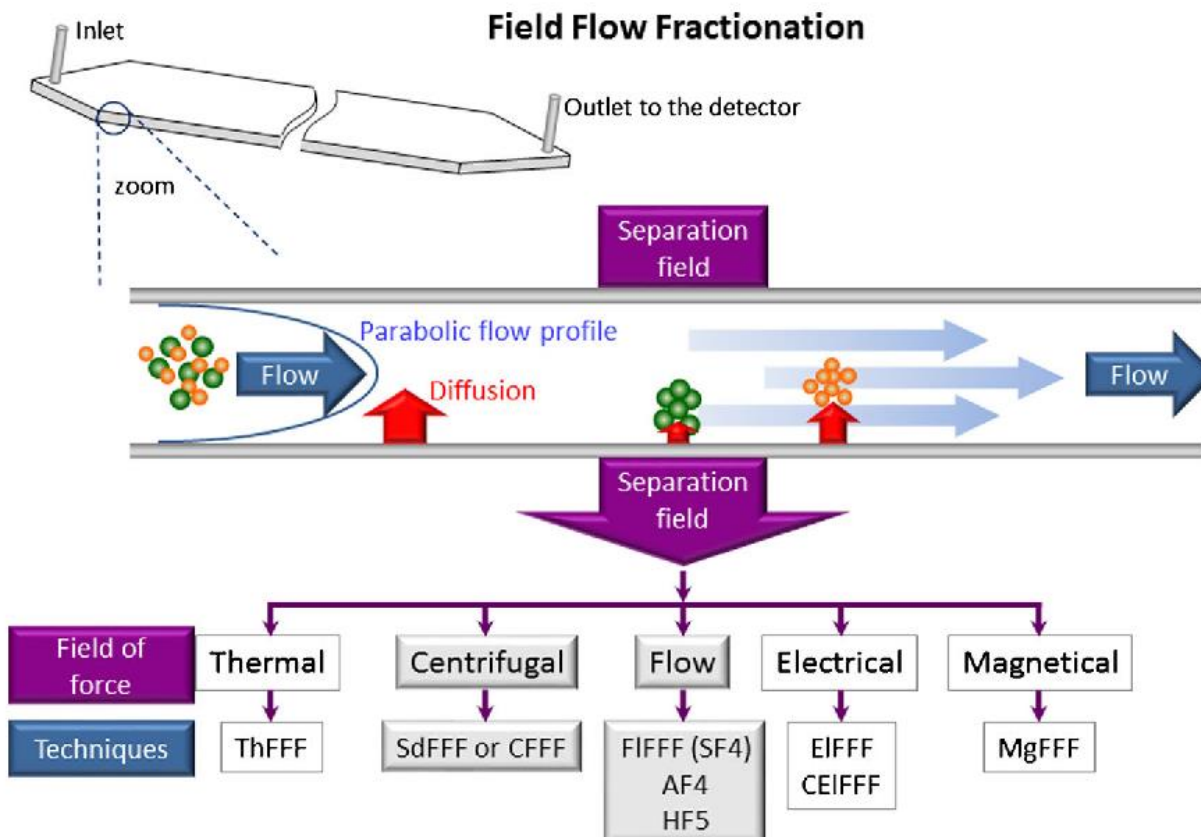 Field Flow Fractionation
Inlet
Outlet to the detector
zoom
Separation
field
Parabolic flow profile
Flow
Diffusion
Flow
Separation
field
Field of
force
Thermal
Centrifugal
Flow
Electrical
Magnetical
Techniques
ThFFF
SdFFF or CFFF
FlFFF (SF4)
AF4
HF5
ElFFF
CElFFF
MgFFF